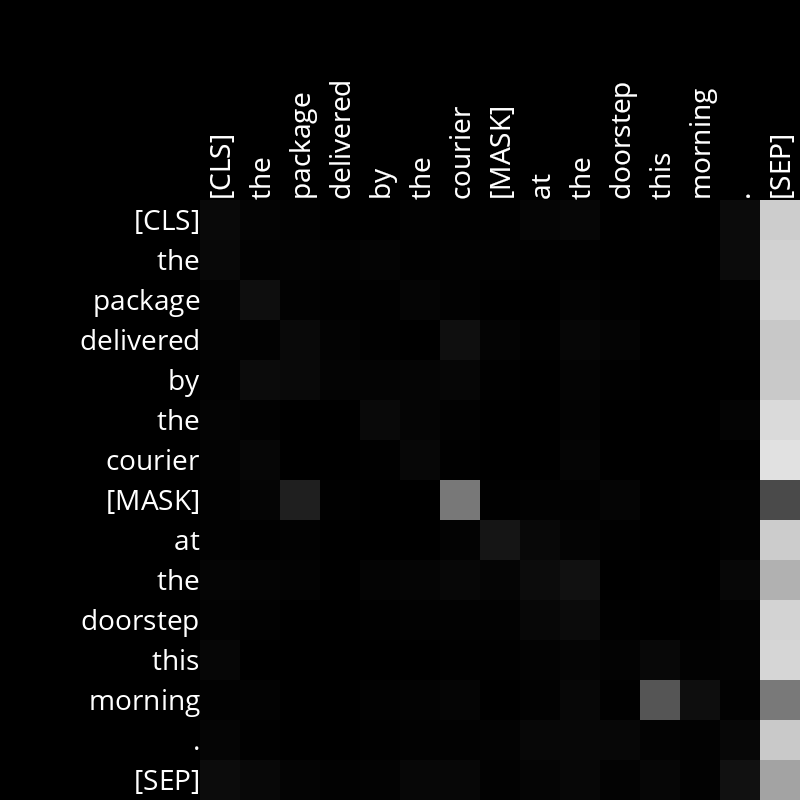 [CLS]
the
package
delivered
by
the
courier
[MASK]
at
the
doorstep
this
morning
.
[SEP]
[CLS]
the
package
delivered
by
the
courier
[MASK]
at
the
doorstep
this
morning
.
[SEP]